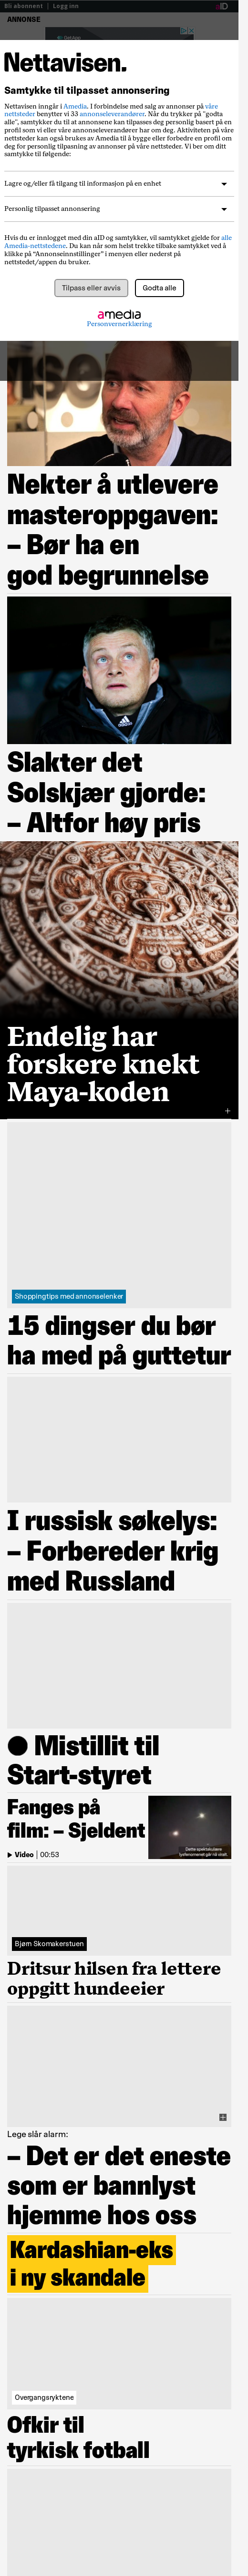 Bli abonnent | Logg inn
aID
ANNONSE
Nettavisen.
Samtykke til tilpasset annonsering
Nettavisen inngår i Amedia. I forbindelse med salg av annonser på våre
nettsteder benytter vi 33 annonseleverandører. Når du trykker på "godta
alle", samtykker du til at annonsene kan tilpasses deg personlig basert på en
profil som vi eller våre annonseleverandører har om deg. Aktivitetene på våre
nettsteder kan også brukes av Amedia til å bygge eller forbedre en profil om
deg for personlig tilpasning av annonser på våre nettsteder. Vi ber om ditt
samtykke til følgende:
Lagre og/eller få tilgang til informasjon på en enhet
Personlig tilpasset annonsering
Hvis du er innlogget med din aID og samtykker, vil samtykket gjelde for alle
Amedia-nettstedene. Du kan når som helst trekke tilbake samtykket ved å
klikke på “Annonseinnstillinger” i menyen eller nederst på
nettstedet/appen du bruker.
Tilpass eller avvis
Godta alle
amedia
Personvernerklæring
Nekter å utlevere
masteroppgaven:
– Bør ha en
god begrunnelse
Slakter det
Solskjær gjorde:
– Altfor høy pris
Endelig har
forskere knekt
Maya-koden
Shoppingtips med annonselenker
15 dingser du bør
ha med på guttetur
I russisk søkelys:
– Forbereder krig
med Russland
● Mistillit til
Start-styret
Fanges på
film: – Sjeldent
Video | 00:53
Dette spektakulære
lysfenomenet går nå viralt.
Bjørn Skomakerstuen
Dritsur hilsen fra lettere
oppgitt hundeeier
Lege slår alarm:
– Det er det eneste
som er bannlyst
hjemme hos oss
Kardashian-eks
i ny skandale
Overgangsryktene
Ofkir til
tyrkisk fotball